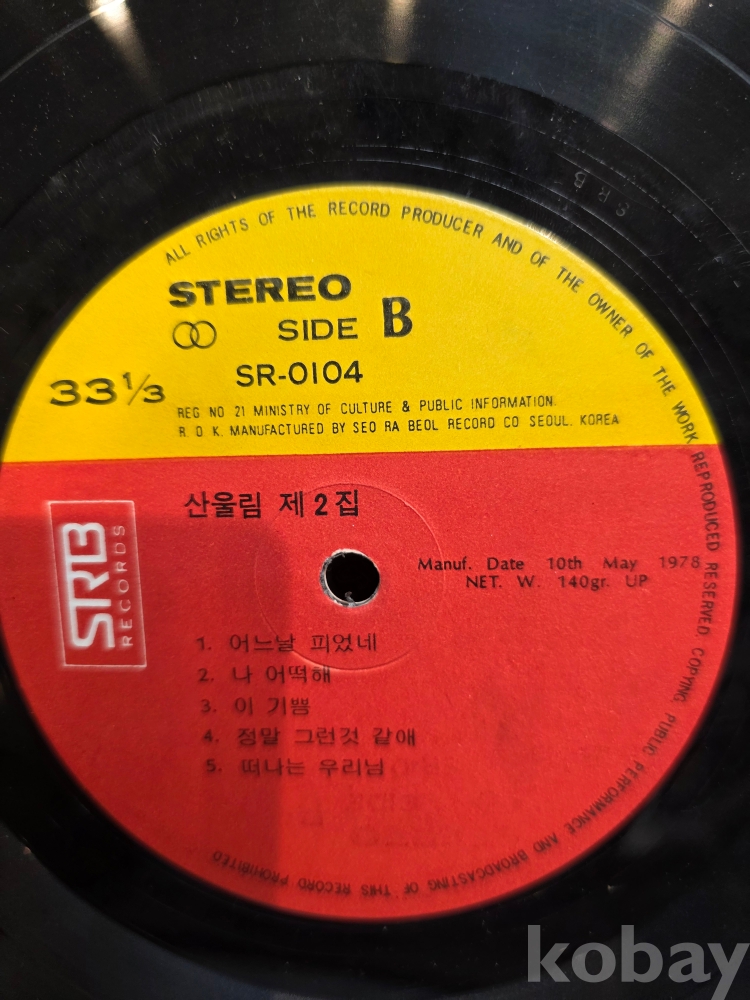 ALL RIGHTS OF THE RECORD PRODUCER AND OF THE OWNER OF THE WORK REPRODUCED RESERVED. COPYING PUBLIC PERFORMANCE AND BROADCASTING OF THIS RECORD PROHIBITED
SRB
STEREO
SIDE B
33 1/3
SR-0104
REG NO 21 MINISTRY OF CULTURE & PUBLIC INFORMATION.
R. O. K. MANUFACTURED BY SEO RA BEOL RECORD CO SEOUL. KOREA
SRB
RECORDS
산울림 제2집
Manuf. Date 10th May 1978
NET. W. 140gr. UP
1. 어느날 피었네
2. 나 어떡해
3. 이 기쁨
4. 정말 그런것 같애
5. 떠나는 우리님
kobay